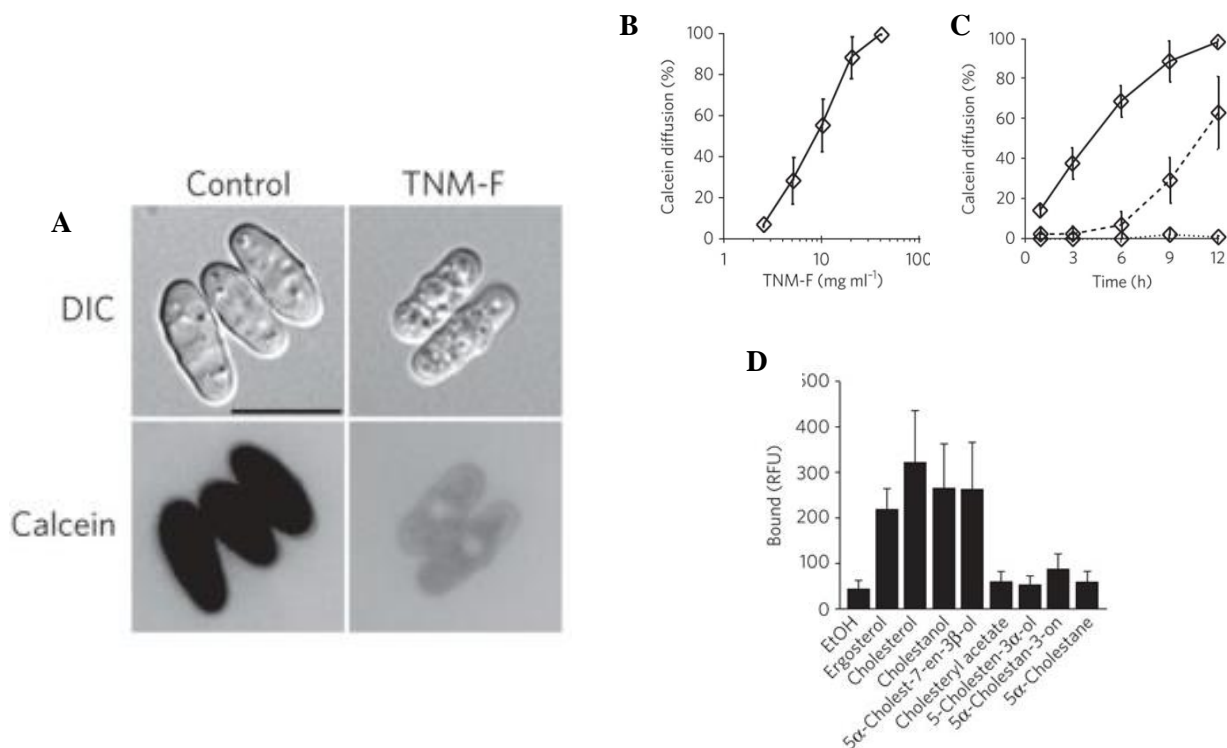 A
Control TNM-F
DIC
Calcein
B
Calcein diffusion (%)
100
80
60
40
20
0
1 10
TNM-F (mg ml⁻¹)
C
Calcein diffusion (%)
100
80
60
40
20
0
0 3 6 9 12
Time (h)
D
Bound (RFU)
400
300
200
100
0
EtOH
Ergosterol
Cholesterol
Cholestanol
5α-Cholest-7-en-3β-ol
Cholesteryl acetate
5-Cholesten-3α-ol
5α-Cholestan-3-on
5α-Cholestane